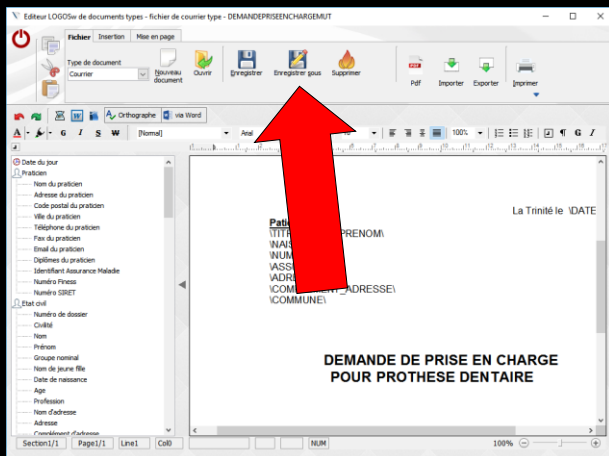 Editeur LOGOSw de documents types - fichier de courrier type - DEMANDEPRISEENCHARGEMUT
Fichier Insertion Mise en page
Type de document
Courrier
Nouveau document
Ouvrir
Enregistrer
Enregistrer sous
Supprimer
Pdf
Importer
Exporter
Imprimer
Orthographe
via Word
A G I S W [Normal] Arial 100% G I
Date du jour
Praticien
Nom du praticien
Adresse du praticien
Code postal du praticien
Ville du praticien
Téléphone du praticien
Fax du praticien
Email du praticien
Diplômes du praticien
Identifiant Assurance Maladie
Numéro Finess
Numéro SIRET
Etat civil
Numéro de dossier
Civilité
Nom
Prénom
Groupe nominal
Nom de jeune fille
Date de naissance
Age
Profession
Nom d'adresse
Adresse
Complément d'adresse
La Trinité le \DATE
PRENOM\
\COMMUNE\
DEMANDE DE PRISE EN CHARGE
POUR PROTHESE DENTAIRE
Section1/1 Page1/1 Line1 Col0 NUM 100%